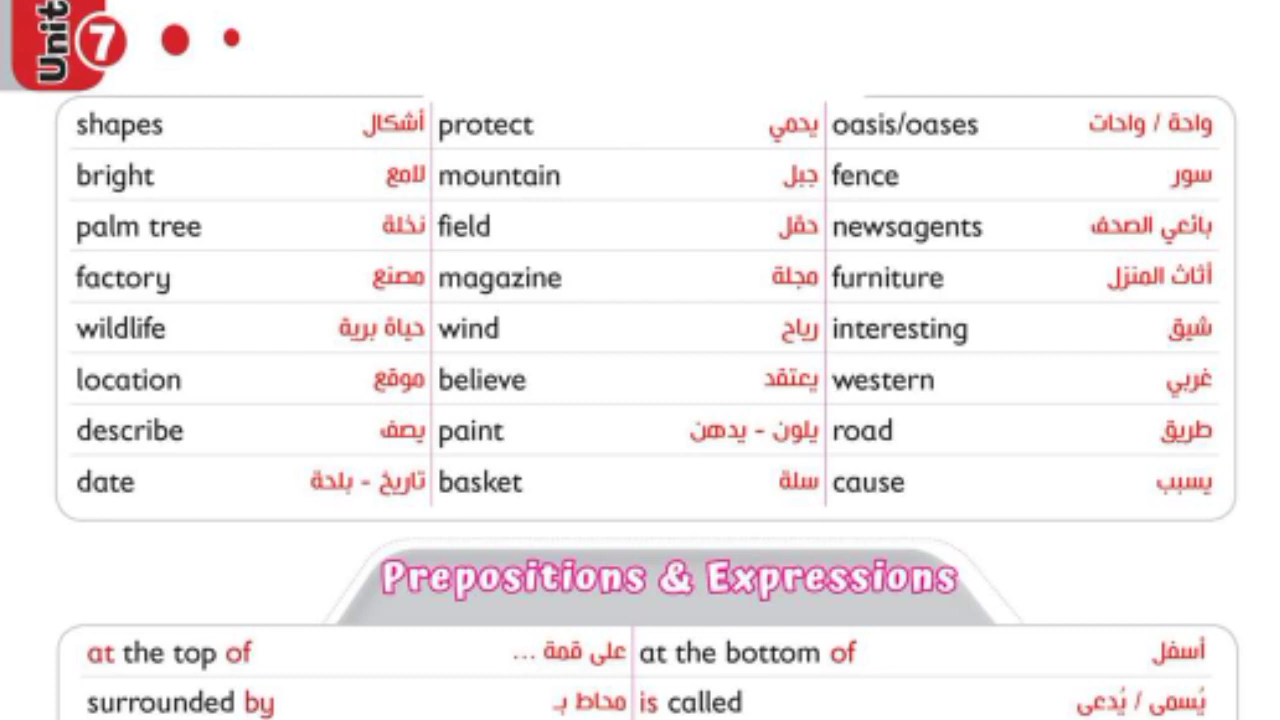 Unit 7
shapes أشكال protect يحمي oasis/oases واحة / واحات
bright لامع mountain جبل fence سور
palm tree نخلة field حقل newsagents بائعي الصحف
factory مصنع magazine مجلة furniture أثاث المنزل
wildlife حياة برية wind رياح interesting شيق
location موقع believe يعتقد western غربي
describe يصف paint يلون - يدهن road طريق
date تاريخ - بلحة basket سلة cause يسبب
Prepositions & Expressions
at the top of على قمة ... at the bottom of أسفل
surrounded by محاط بـ is called يُسمى / يُدعى